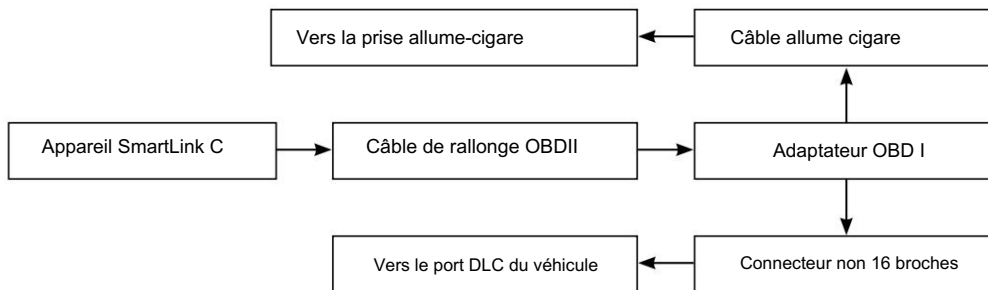 Vers la prise allume-cigare
Câble allume cigare
Appareil SmartLink C
Câble de rallonge OBDII
Adaptateur OBD I
Vers le port DLC du véhicule
Connecteur non 16 broches